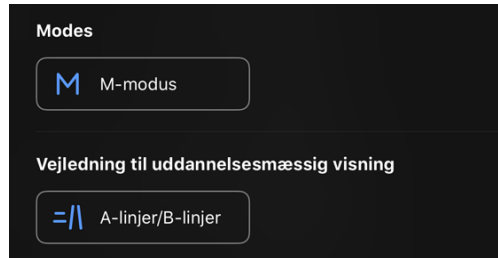 Modes
M-modus
Vejledning til uddannelsesmæssig visning
A-linjer/B-linjer